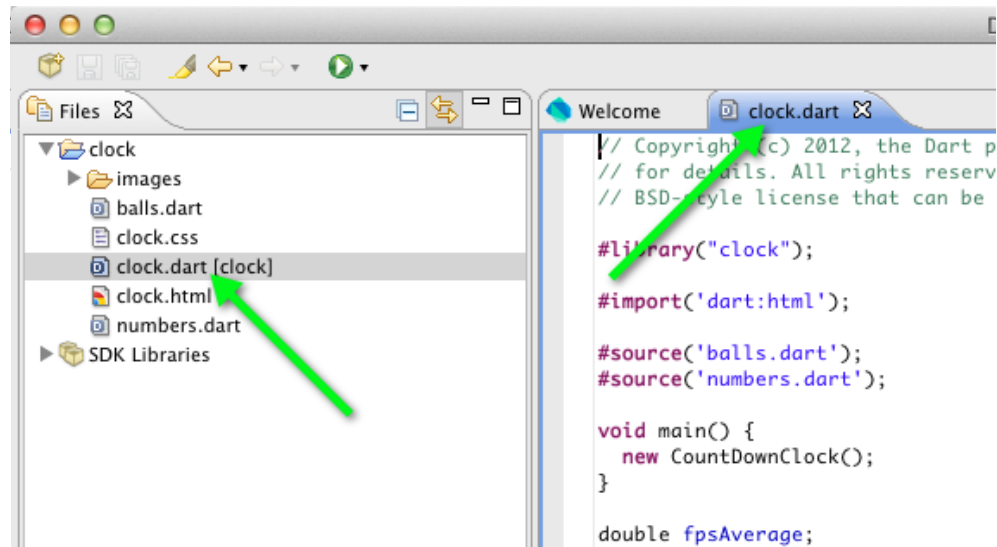 Files
clock
images
balls.dart
clock.css
clock.dart [clock]
clock.html
numbers.dart
SDK Libraries
Welcome
clock.dart
// Copyright (c) 2012, the Dart p
// for details. All rights reserv
// BSD-style license that can be
#library("clock");
#import('dart:html');
#source('balls.dart');
#source('numbers.dart');
void main() {
new CountDownClock();
}
double fpsAverage;